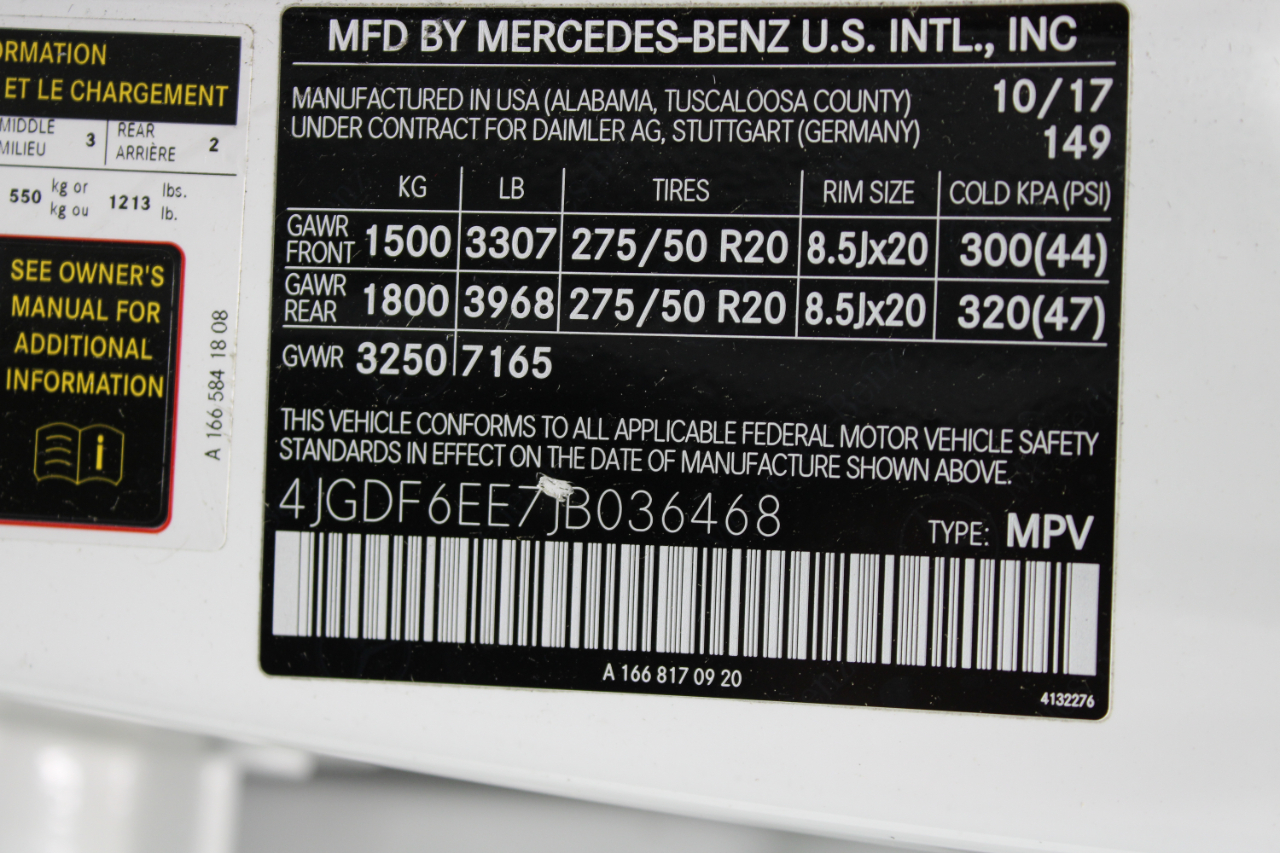 ORMATION
ET LE CHARGEMENT
MIDDLE 3 REAR 2
MILIEU ARRIÈRE
550 kg or 1213 lbs.
kg ou lb.
SEE OWNER'S
MANUAL FOR
ADDITIONAL
INFORMATION
i
A 166 584 18 08
MFD BY MERCEDES-BENZ U.S. INTL., INC
MANUFACTURED IN USA (ALABAMA, TUSCALOOSA COUNTY) 10/17
UNDER CONTRACT FOR DAIMLER AG, STUTTGART (GERMANY) 149
KG LB TIRES RIM SIZE COLD KPA (PSI)
GAWR FRONT 1500 3307 275/50 R20 8.5Jx20 300(44)
GAWR REAR 1800 3968 275/50 R20 8.5Jx20 320(47)
GVWR 3250 7165
THIS VEHICLE CONFORMS TO ALL APPLICABLE FEDERAL MOTOR VEHICLE SAFETY
STANDARDS IN EFFECT ON THE DATE OF MANUFACTURE SHOWN ABOVE.
4JGDF6EE7JB036468 TYPE: MPV
A 166 817 09 20
4132276